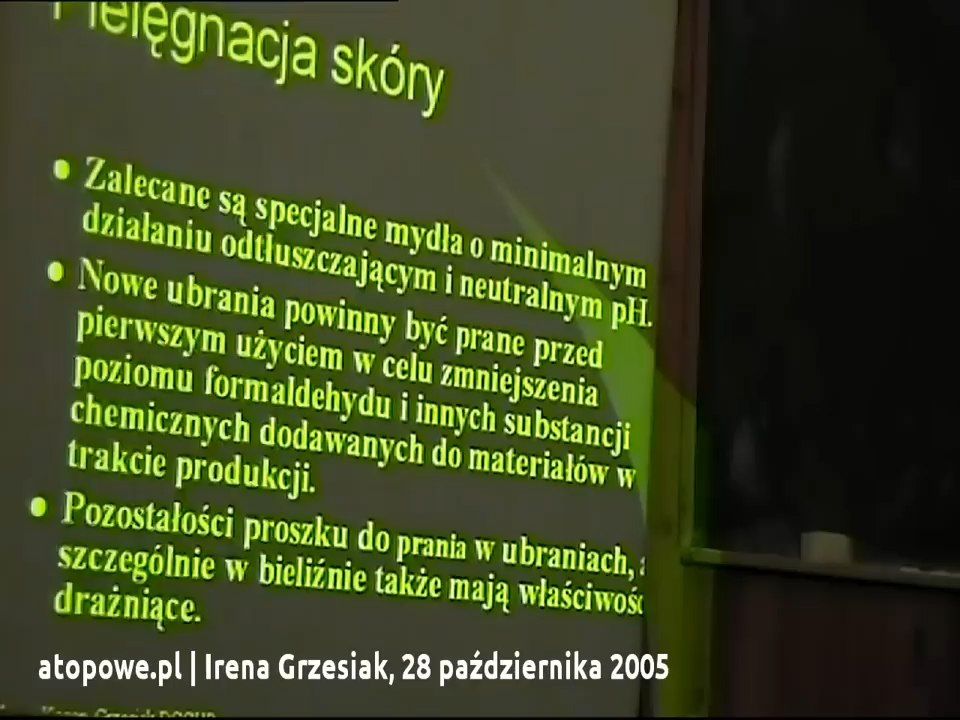 Pielęgnacja skóry
• Zalecane są specjalne mydła o minimalnym
działaniu odtłuszczającym i neutralnym pH.
• Nowe ubrania powinny być prane przed
pierwszym użyciem w celu zmniejszenia
poziomu formaldehydu i innych substancji
chemicznych dodawanych do materiałów w
trakcie produkcji.
• Pozostałości proszku do prania w ubraniach,
szczególnie w bieliźnie także mają
drażniące.
atopowe.pl | Irena Grzesiak, 28 października 2005